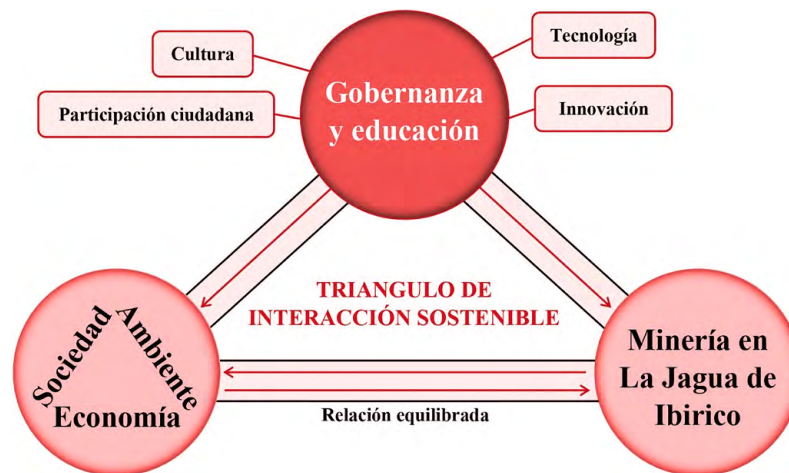 Cultura
Tecnología
Participación ciudadana
Innovación
Gobernanza
y educación
TRIANGULO DE
INTERACCIÓN SOSTENIBLE
Sociedad
Ambiente
Economía
Minería en
La Jagua de
Ibirico
Relación equilibrada